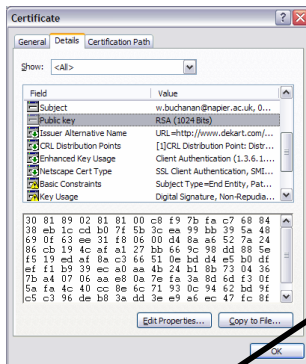 Certificate
General Details Certification Path
Show: <All>
Field Value
Subject w.buchanan@napier.ac.uk, 0...
Public key RSA (1024 Bits)
Issuer Alternative Name URL=http://www.dekart.com/...
CRL Distribution Points [1]CRL Distribution Point: Distr...
Enhanced Key Usage Client Authentication (1.3.6.1....
Netscape Cert Type SSL Client Authentication, SMI...
Basic Constraints Subject Type=End Entity, Pat...
Key Usage Digital Signature, Non-Repudia...
30 81 89 02 81 81 00 c8 f9 7b fa c7 68 84
38 eb 1c cd b0 7f 5b 3c ea 99 bb 39 5a 48
69 0f 63 ee 31 f8 06 00 d4 8a a6 52 7a 24
86 cb 19 4c af a1 27 bb 66 9c 98 dd 88 5e
f5 19 ed af 8a c3 66 51 0e bd d4 e5 b0 df
ef f1 b9 39 ec a0 aa 4b 24 b1 8b 73 04 36
7b a4 07 06 aa e8 0a 7e fa 3a 8d 6d f3 0f
5a fa 4c 40 cc 8e 6c 71 93 0c 94 62 bd 9f
c5 c3 96 de b8 3a dd 3e e9 a6 ec 47 fc 8f
Edit Properties... Copy to File...
OK